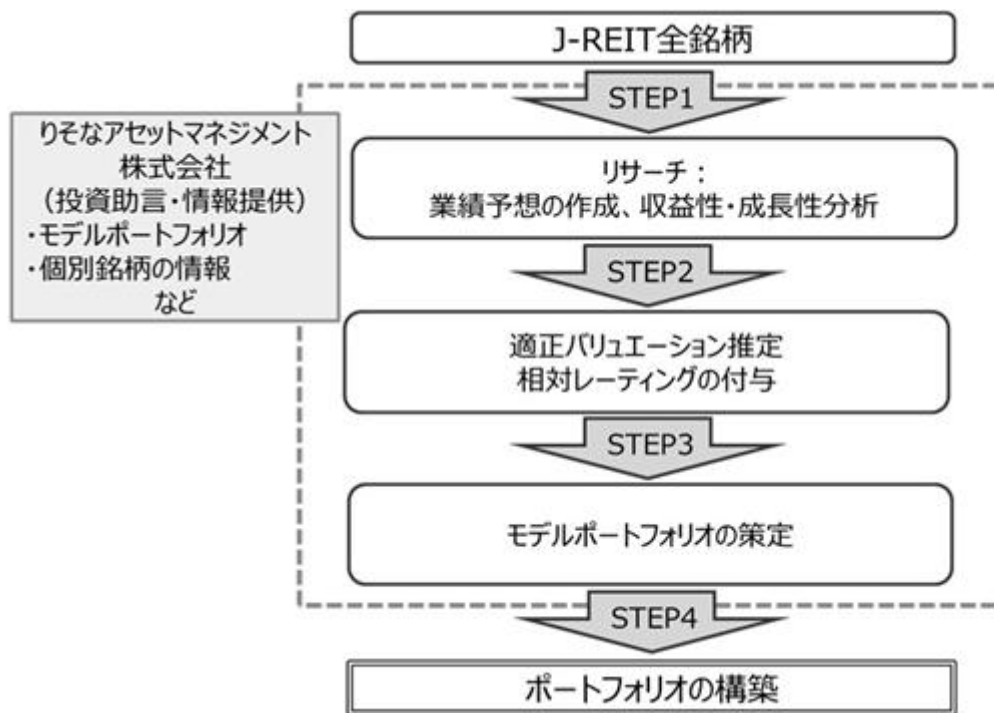 J-REIT全銘柄
STEP1
りそなアセットマネジメント
株式会社
（投資助言・情報提供）
・モデルポートフォリオ
・個別銘柄の情報
など
リサーチ：
業績予想の作成、収益性・成長性分析
STEP2
適正バリュエーション推定
相対レーティングの付与
STEP3
モデルポートフォリオの策定
STEP4
ポートフォリオの構築